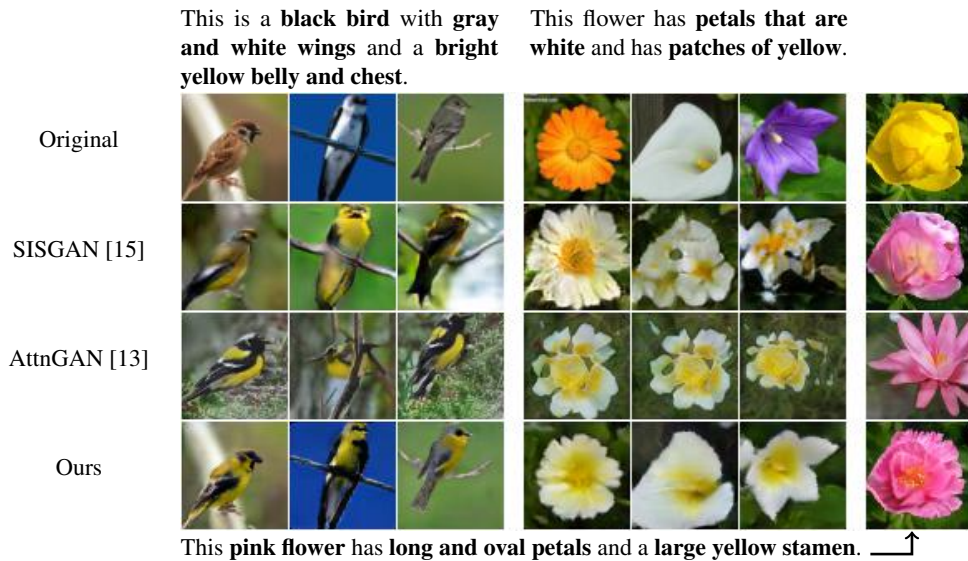 This is a black bird with gray
and white wings and a bright
yellow belly and chest.
This flower has petals that are
white and has patches of yellow.
Original
SISGAN [15]
AttnGAN [13]
Ours
This pink flower has long and oval petals and a large yellow stamen.